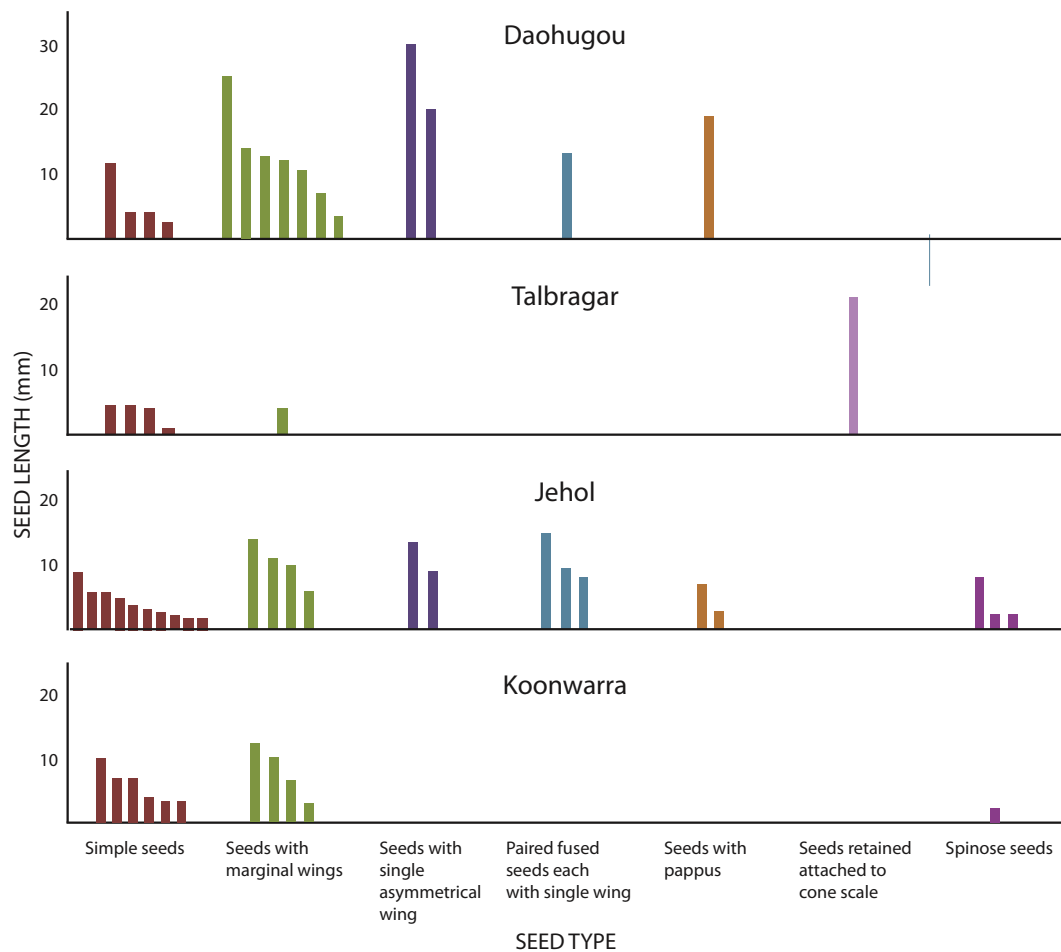 Daohugou
30
20
10
Talbragar
20
10
SEED LENGTH (mm)
Jehol
20
10
Koonwarra
20
10
Simple seeds
Seeds with
marginal wings
Seeds with
single
asymmetrical
wing
Paired fused
seeds each
with single wing
Seeds with
pappus
Seeds retained
attached to
cone scale
Spinose seeds
SEED TYPE